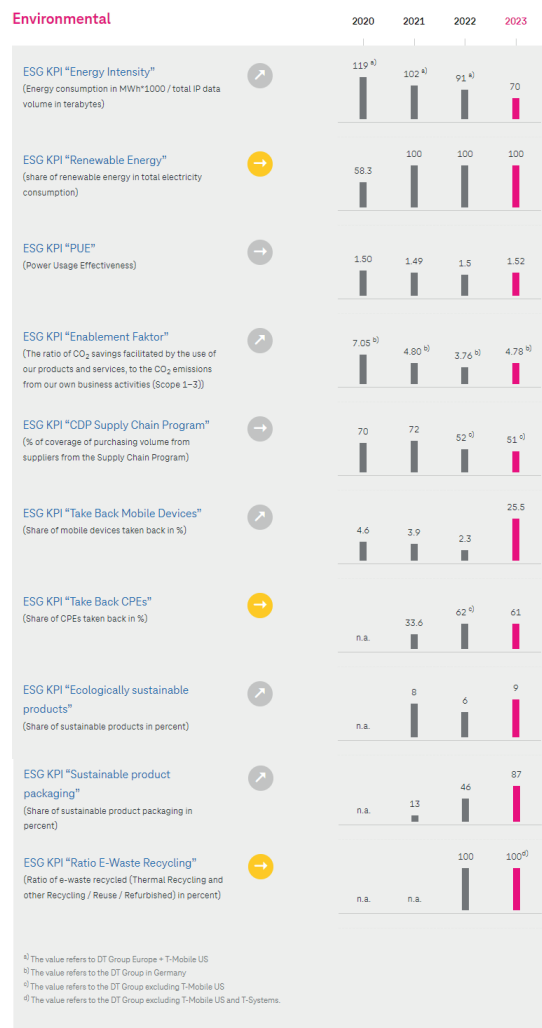 Environmental
2020 2021 2022 2023
ESG KPI “Energy Intensity”
(Energy consumption in MWh*1000 / total IP data
volume in terabytes)
119 a) 102 a) 91 a) 70
ESG KPI “Renewable Energy”
(share of renewable energy in total electricity
consumption)
58.3 100 100 100
ESG KPI “PUE”
(Power Usage Effectiveness)
1.50 1.49 1.5 1.52
ESG KPI “Enablement Faktor”
(The ratio of CO2 savings facilitated by the use of
our products and services, to the CO2 emissions
from our own business activities (Scope 1–3))
7.05 b) 4.80 b) 3.76 b) 4.78 b)
ESG KPI “CDP Supply Chain Program”
(% of coverage of purchasing volume from
suppliers from the Supply Chain Program)
70 72 52 c) 51 c)
ESG KPI “Take Back Mobile Devices”
(Share of mobile devices taken back in %)
4.6 3.9 2.3 25.5
ESG KPI “Take Back CPEs”
(Share of CPEs taken back in %)
n.a. 33.6 62 c) 61
ESG KPI “Ecologically sustainable
products”
(Share of sustainable products in percent)
n.a. 8 6 9
ESG KPI “Sustainable product
packaging”
(Share of sustainable product packaging in
percent)
n.a. 13 46 87
ESG KPI “Ratio E-Waste Recycling”
(Ratio of e-waste recycled (Thermal Recycling and
other Recycling / Reuse / Refurbished) in percent)
n.a. n.a. 100 100 d)
a) The value refers to DT Group Europe + T-Mobile US
b) The value refers to the DT Group in Germany
c) The value refers to the DT Group excluding T-Mobile US
d) The value refers to the DT Group excluding T-Mobile US and T-Systems.